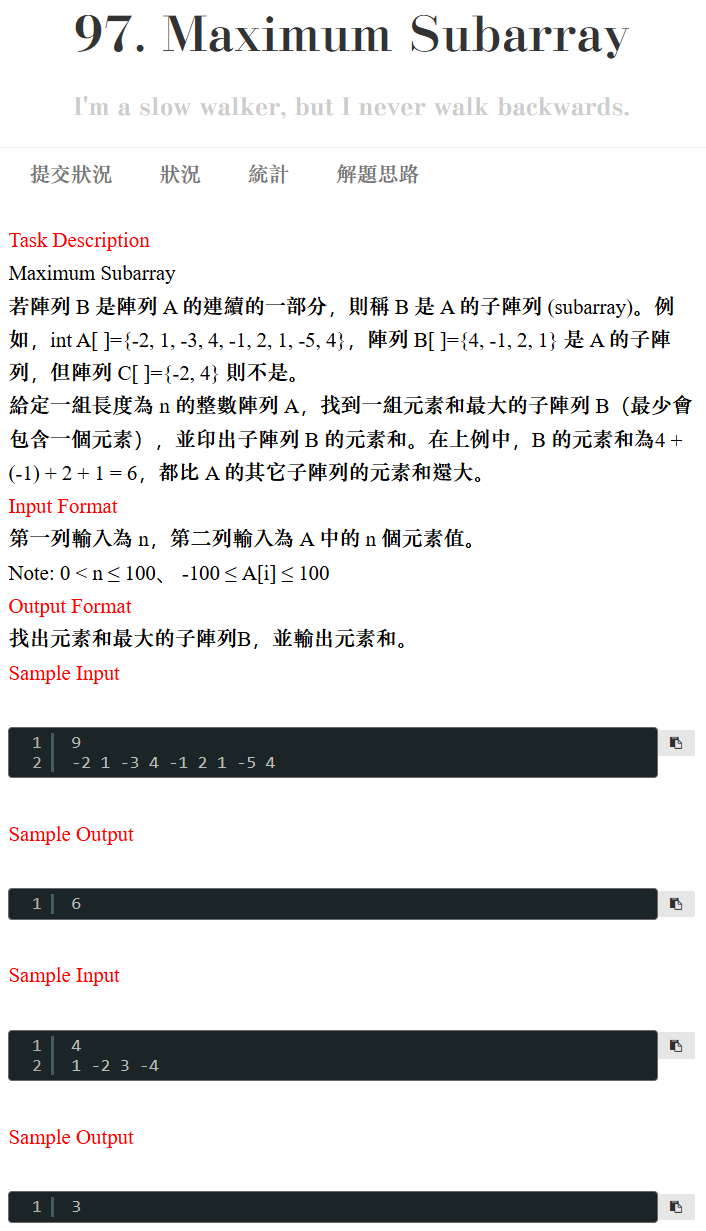 97. Maximum Subarray
I'm a slow walker, but I never walk backwards.
提交狀況 狀況 統計 解題思路
Task Description
Maximum Subarray
若陣列 B 是陣列 A 的連續的一部分，則稱 B 是 A 的子陣列 (subarray)。例
如，int A[ ]={-2, 1, -3, 4, -1, 2, 1, -5, 4}，陣列 B[ ]={4, -1, 2, 1} 是 A 的子陣
列，但陣列 C[ ]={-2, 4} 則不是。
給定一組長度為 n 的整數陣列 A，找到一組元素和最大的子陣列 B（最少會
包含一個元素），並印出子陣列 B 的元素和。在上例中，B 的元素和為4 +
(-1) + 2 + 1 = 6，都比 A 的其它子陣列的元素和還大。
Input Format
第一列輸入為 n，第二列輸入為 A 中的 n 個元素值。
Note: 0 < n ≤ 100、 -100 ≤ A[i] ≤ 100
Output Format
找出元素和最大的子陣列B，並輸出元素和。
Sample Input
1 9
2 -2 1 -3 4 -1 2 1 -5 4
Sample Output
1 6
Sample Input
1 4
2 1 -2 3 -4
Sample Output
1 3